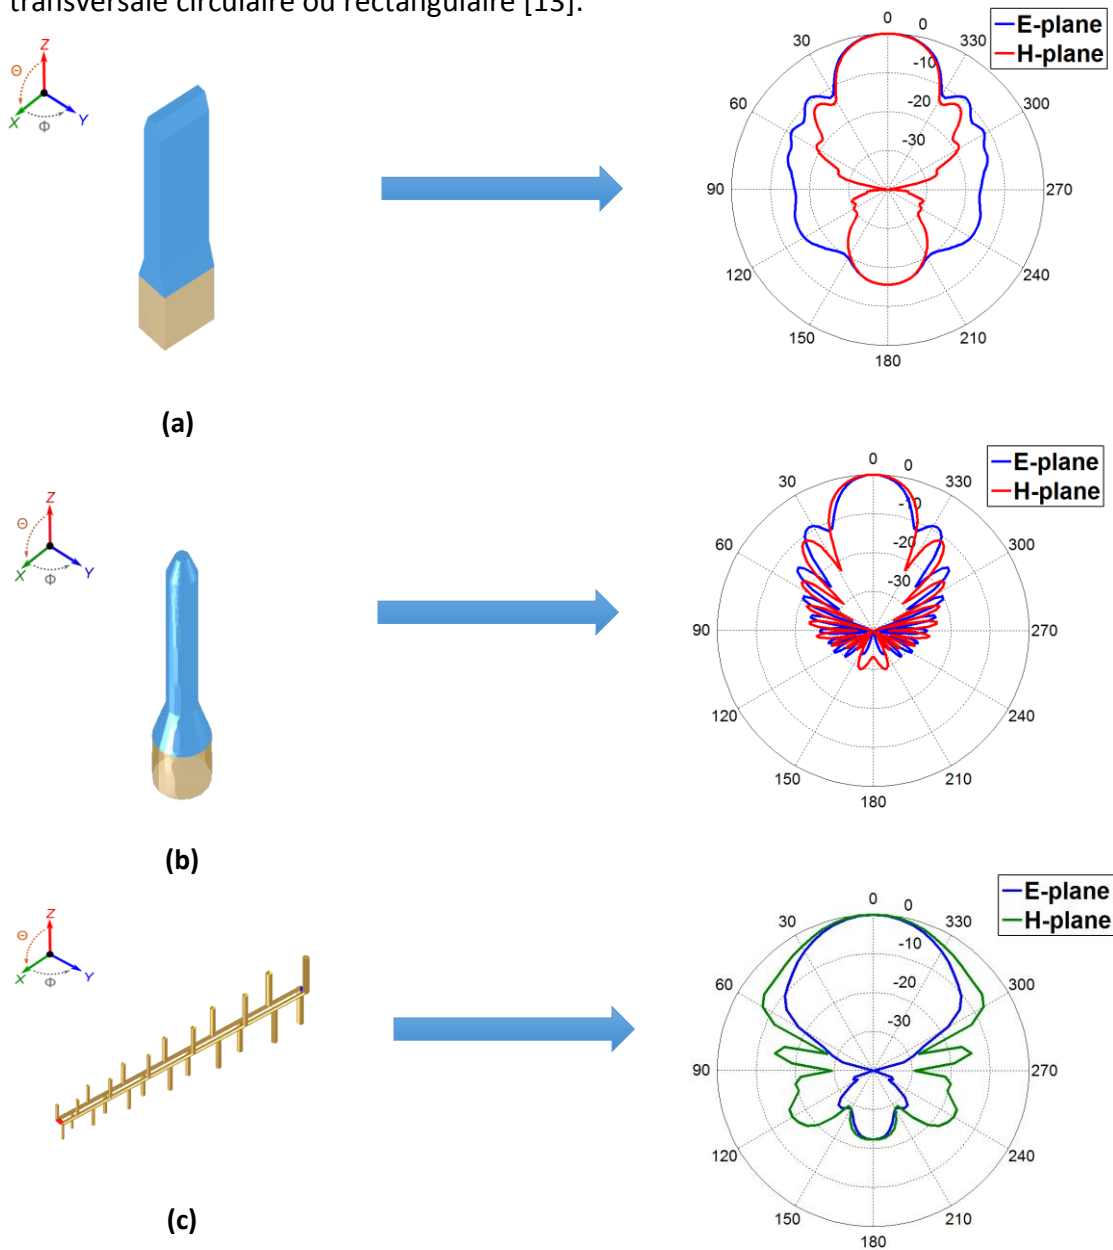 transversale circulaire ou rectangulaire [13].
Z
Θ
X
Φ
Y
0
0
30
330
-10
60
300
-20
-30
90
270
120
240
150
210
180
E-plane
H-plane
(a)
Z
Θ
X
Φ
Y
0
0
30
330
-10
60
300
-20
-30
90
270
120
240
150
210
180
E-plane
H-plane
(b)
Z
Θ
X
Φ
Y
0
0
30
330
-10
60
300
-20
-30
90
270
120
240
150
210
180
E-plane
H-plane
(c)